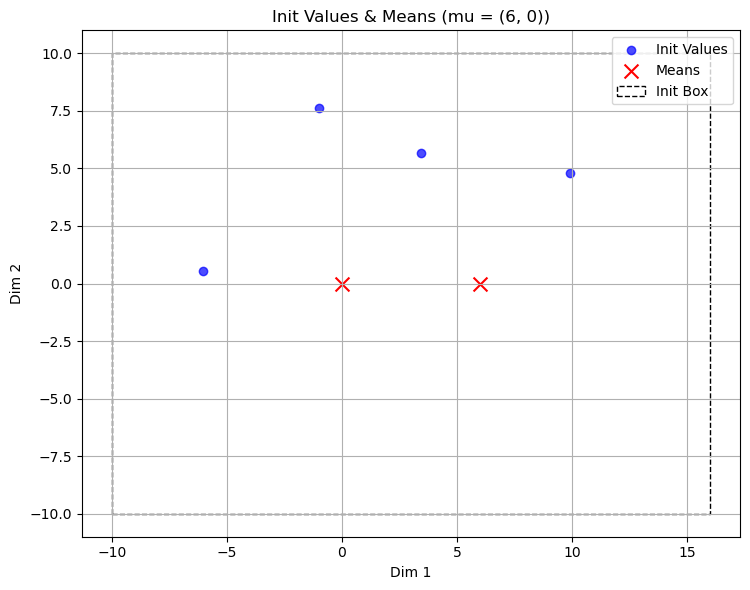 Init Values & Means (mu = (6, 0))
Init Values
Means
Init Box
Dim 2
10.0
7.5
5.0
2.5
0.0
−2.5
−5.0
−7.5
−10.0
−10
−5
0
5
10
15
Dim 1